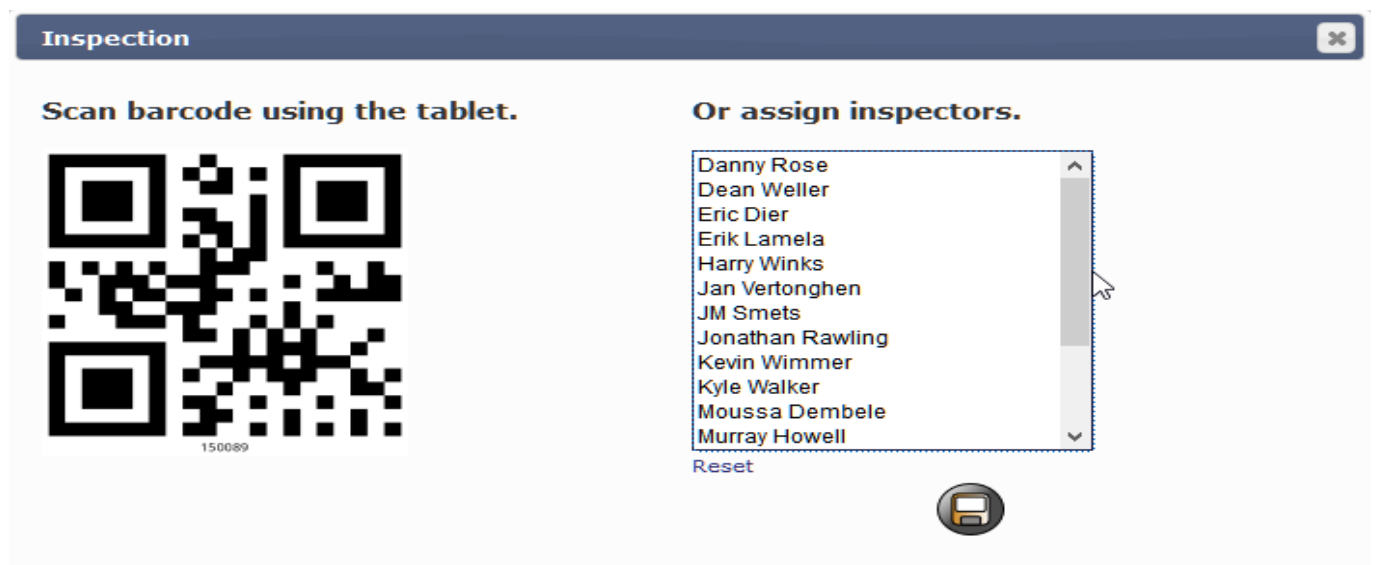 Inspection
Scan barcode using the tablet.
150089
Or assign inspectors.
Danny Rose
Dean Weller
Eric Dier
Erik Lamela
Harry Winks
Jan Vertonghen
JM Smets
Jonathan Rawling
Kevin Wimmer
Kyle Walker
Moussa Dembele
Murray Howell
Reset